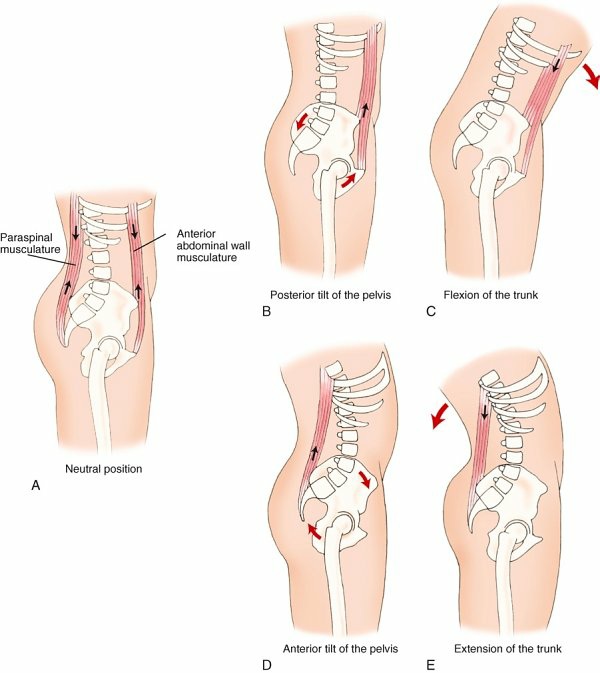 Paraspinal
musculature
Anterior
abdominal wall
musculature
Neutral position
A
Posterior tilt of the pelvis
B
Flexion of the trunk
C
Anterior tilt of the pelvis
D
Extension of the trunk
E